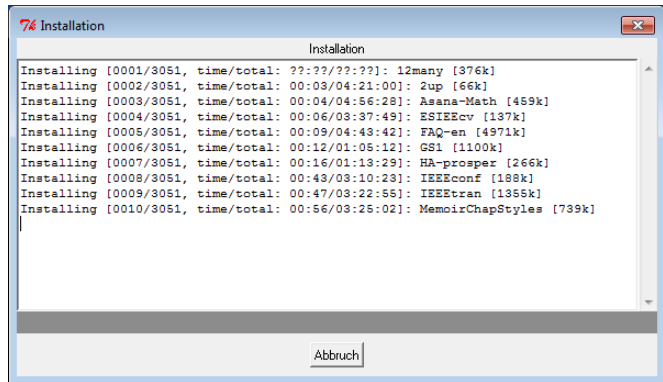 7% Installation
Installation
Installing [0001/3051, time/total: ??:??/??:??]: 12many [376k]
Installing [0002/3051, time/total: 00:03/04:21:00]: 2up [66k]
Installing [0003/3051, time/total: 00:04/04:56:28]: Asana-Math [459k]
Installing [0004/3051, time/total: 00:06/03:37:49]: ESIEEcv [137k]
Installing [0005/3051, time/total: 00:09/04:43:42]: FAQ-en [4971k]
Installing [0006/3051, time/total: 00:12/01:05:12]: GS1 [1100k]
Installing [0007/3051, time/total: 00:16/01:13:29]: HA-prosper [266k]
Installing [0008/3051, time/total: 00:43/03:10:23]: IEEEconf [188k]
Installing [0009/3051, time/total: 00:47/03:22:55]: IEEEtran [1355k]
Installing [0010/3051, time/total: 00:56/03:25:02]: MemoirChapStyles [739k]
Abbruch